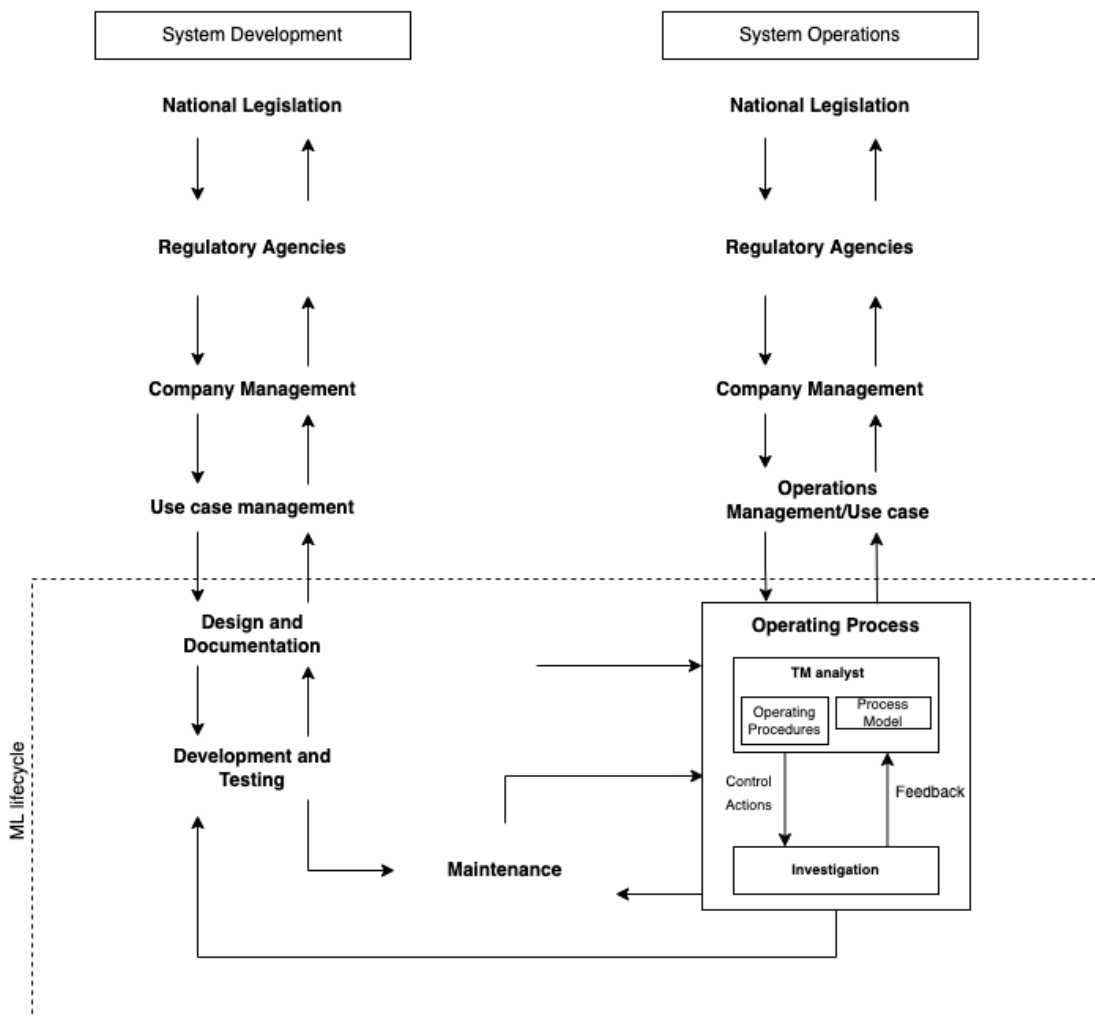 System Development
System Operations
National Legislation
National Legislation
Regulatory Agencies
Regulatory Agencies
Company Management
Company Management
Use case management
Operations
Management/Use case
Design and
Documentation
Operating Process
TM analyst
Operating
Procedures
Process
Model
Development and
Testing
Control
Actions
Feedback
Maintenance
Investigation
ML lifecycle